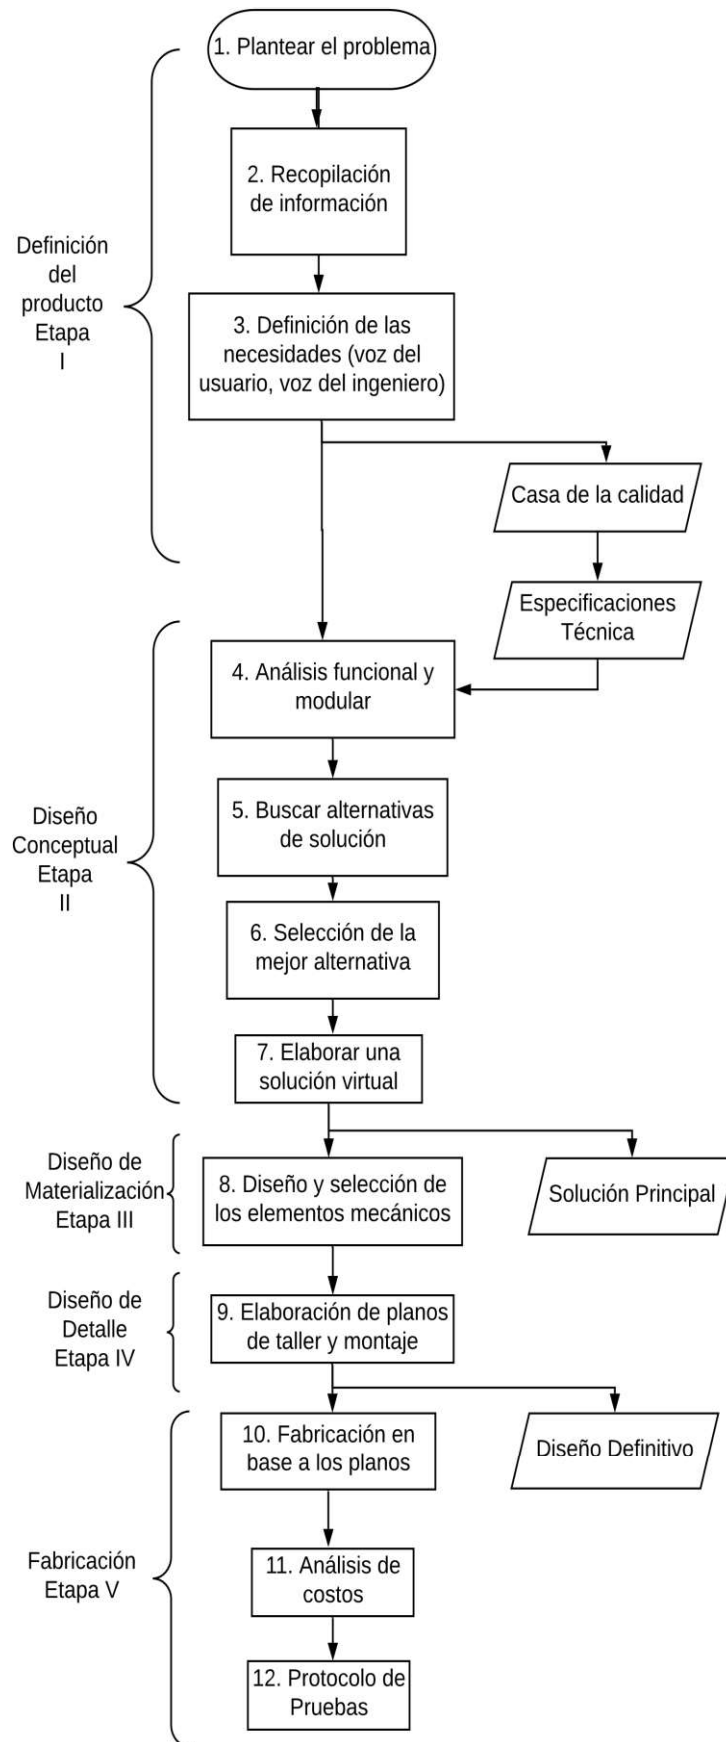 1. Plantear el problema
2. Recopilación
de información
Definición
del
producto
Etapa
I
3. Definición de las
necesidades (voz del
usuario, voz del ingeniero)
Casa de la calidad
Especificaciones
Técnica
4. Análisis funcional y
modular
Diseño
Conceptual
Etapa
II
5. Buscar alternativas
de solución
6. Selección de la
mejor alternativa
7. Elaborar una
solución virtual
Diseño de
Materialización
Etapa III
8. Diseño y selección de
los elementos mecánicos
Solución Principal
Diseño de
Detalle
Etapa IV
9. Elaboración de planos
de taller y montaje
10. Fabricación en
base a los planos
Diseño Definitivo
Fabricación
Etapa V
11. Análisis de
costos
12. Protocolo de
Pruebas